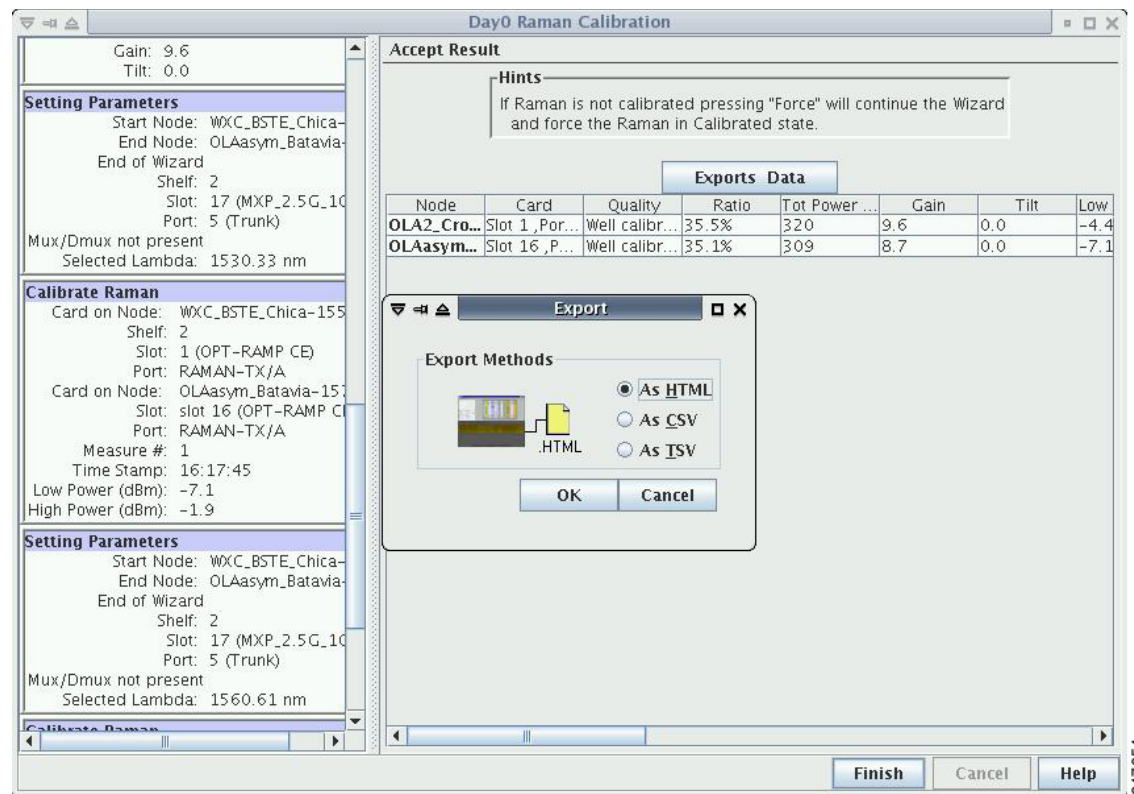 Day0 Raman Calibration
Gain: 9.6
Tilt: 0.0
Setting Parameters
Start Node: WXC_BSTE_Chica-
End Node: OLAasym_Batavia-
End of Wizard
Shelf: 2
Slot: 17 (MXP_2.5G_10
Port: 5 (Trunk)
Mux/Dmux not present
Selected Lambda: 1530.33 nm
Calibrate Raman
Card on Node: WXC_BSTE_Chica-155
Shelf: 2
Slot: 1 (OPT-RAMP CE)
Port: RAMAN-TX/A
Card on Node: OLAasym_Batavia-157
Slot: slot 16 (OPT-RAMP CE
Port: RAMAN-TX/A
Measure #: 1
Time Stamp: 16:17:45
Low Power (dBm): -7.1
High Power (dBm): -1.9
Setting Parameters
Start Node: WXC_BSTE_Chica-
End Node: OLAasym_Batavia-
End of Wizard
Shelf: 2
Slot: 17 (MXP_2.5G_10
Port: 5 (Trunk)
Mux/Dmux not present
Selected Lambda: 1560.61 nm
Calibrate Raman
Accept Result
Hints
If Raman is not calibrated pressing "Force" will continue the Wizard
and force the Raman in Calibrated state.
Exports Data
Node Card Quality Ratio Tot Power ... Gain Tilt Low
OLA2_Cro... Slot 1 ,Por... Well calibr... 35.5% 320 9.6 0.0 -4.4
OLAasym... Slot 16 ,P... Well calibr... 35.1% 309 8.7 0.0 -7.1
Export
Export Methods
.HTML
As HTML
As CSV
As TSV
OK Cancel
Finish Cancel Help